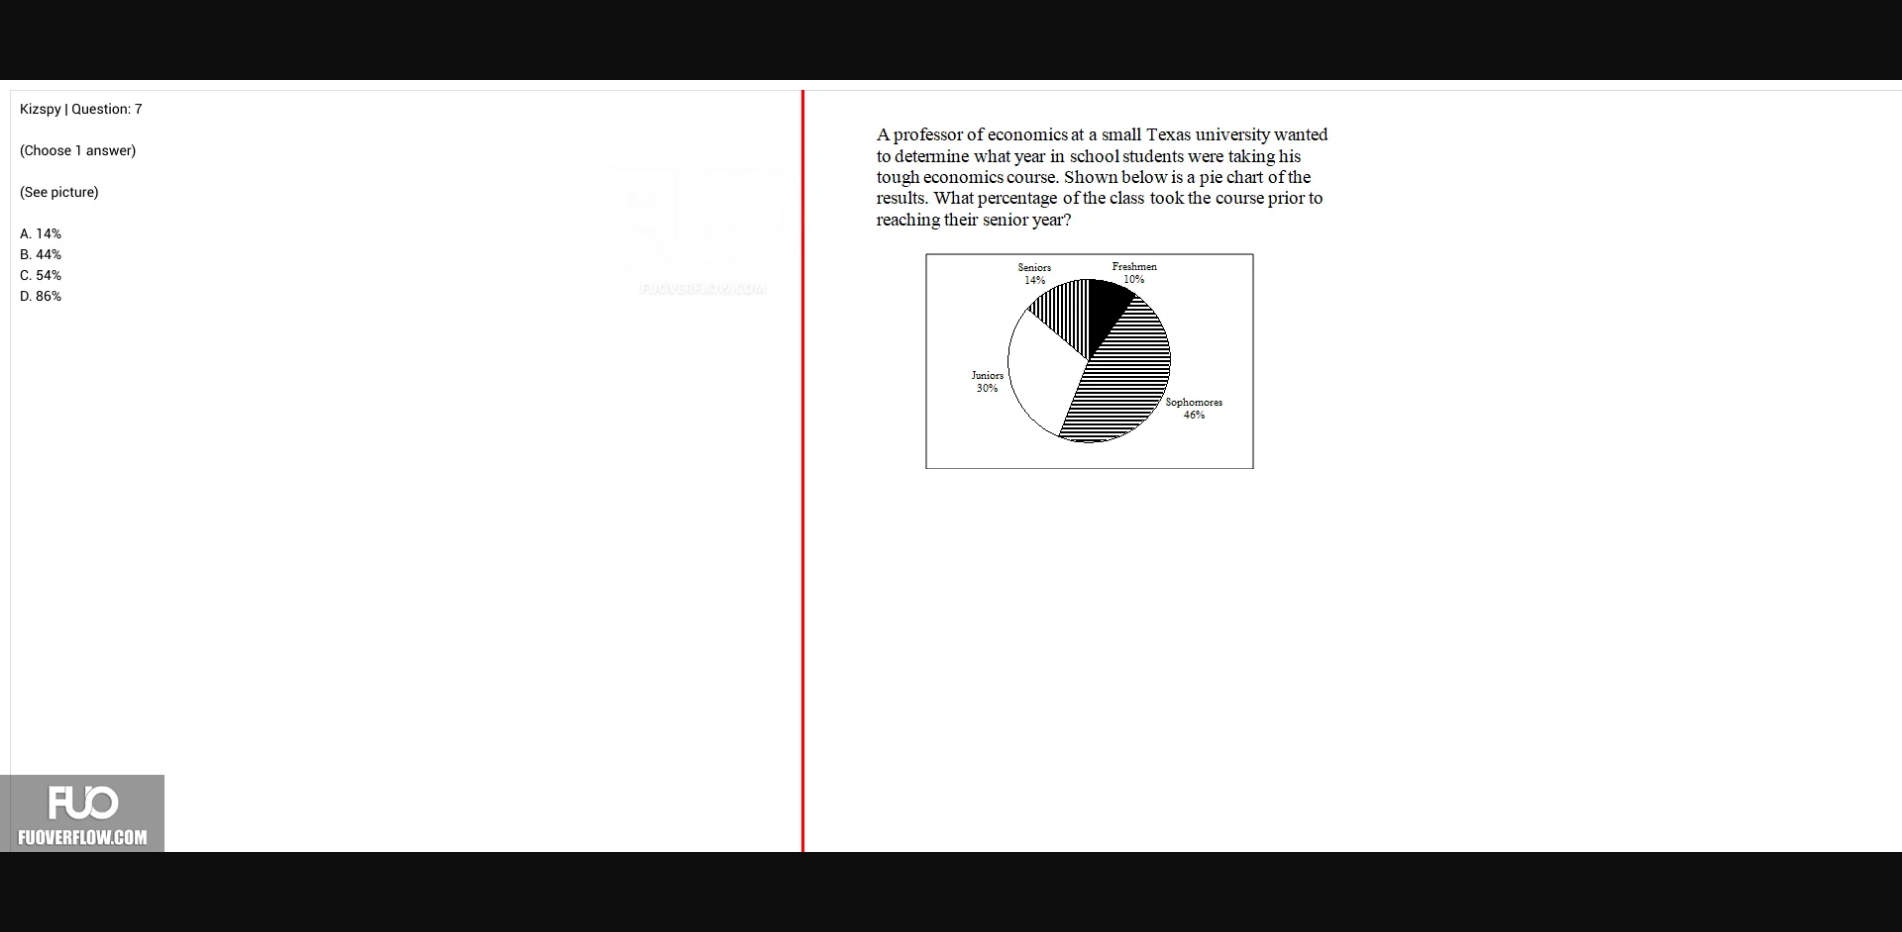 Kizspy | Question: 7
(Choose 1 answer)
(See picture)
A. 14%
B. 44%
C. 54%
D. 86%
FUO
FUOVERFLOW.COM
A professor of economics at a small Texas university wanted
to determine what year in school students were taking his
tough economics course. Shown below is a pie chart of the
results. What percentage of the class took the course prior to
reaching their senior year?
Seniors
14%
Freshmen
10%
Juniors
30%
Sophomores
46%
FUO
FUOVERFLOW.COM